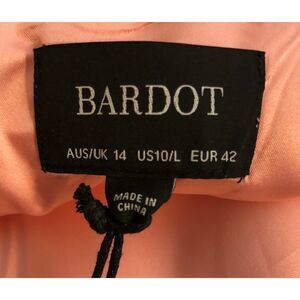 BARDOT
AUS/UK 14 US10/L EUR 42
MADE IN
CHINA